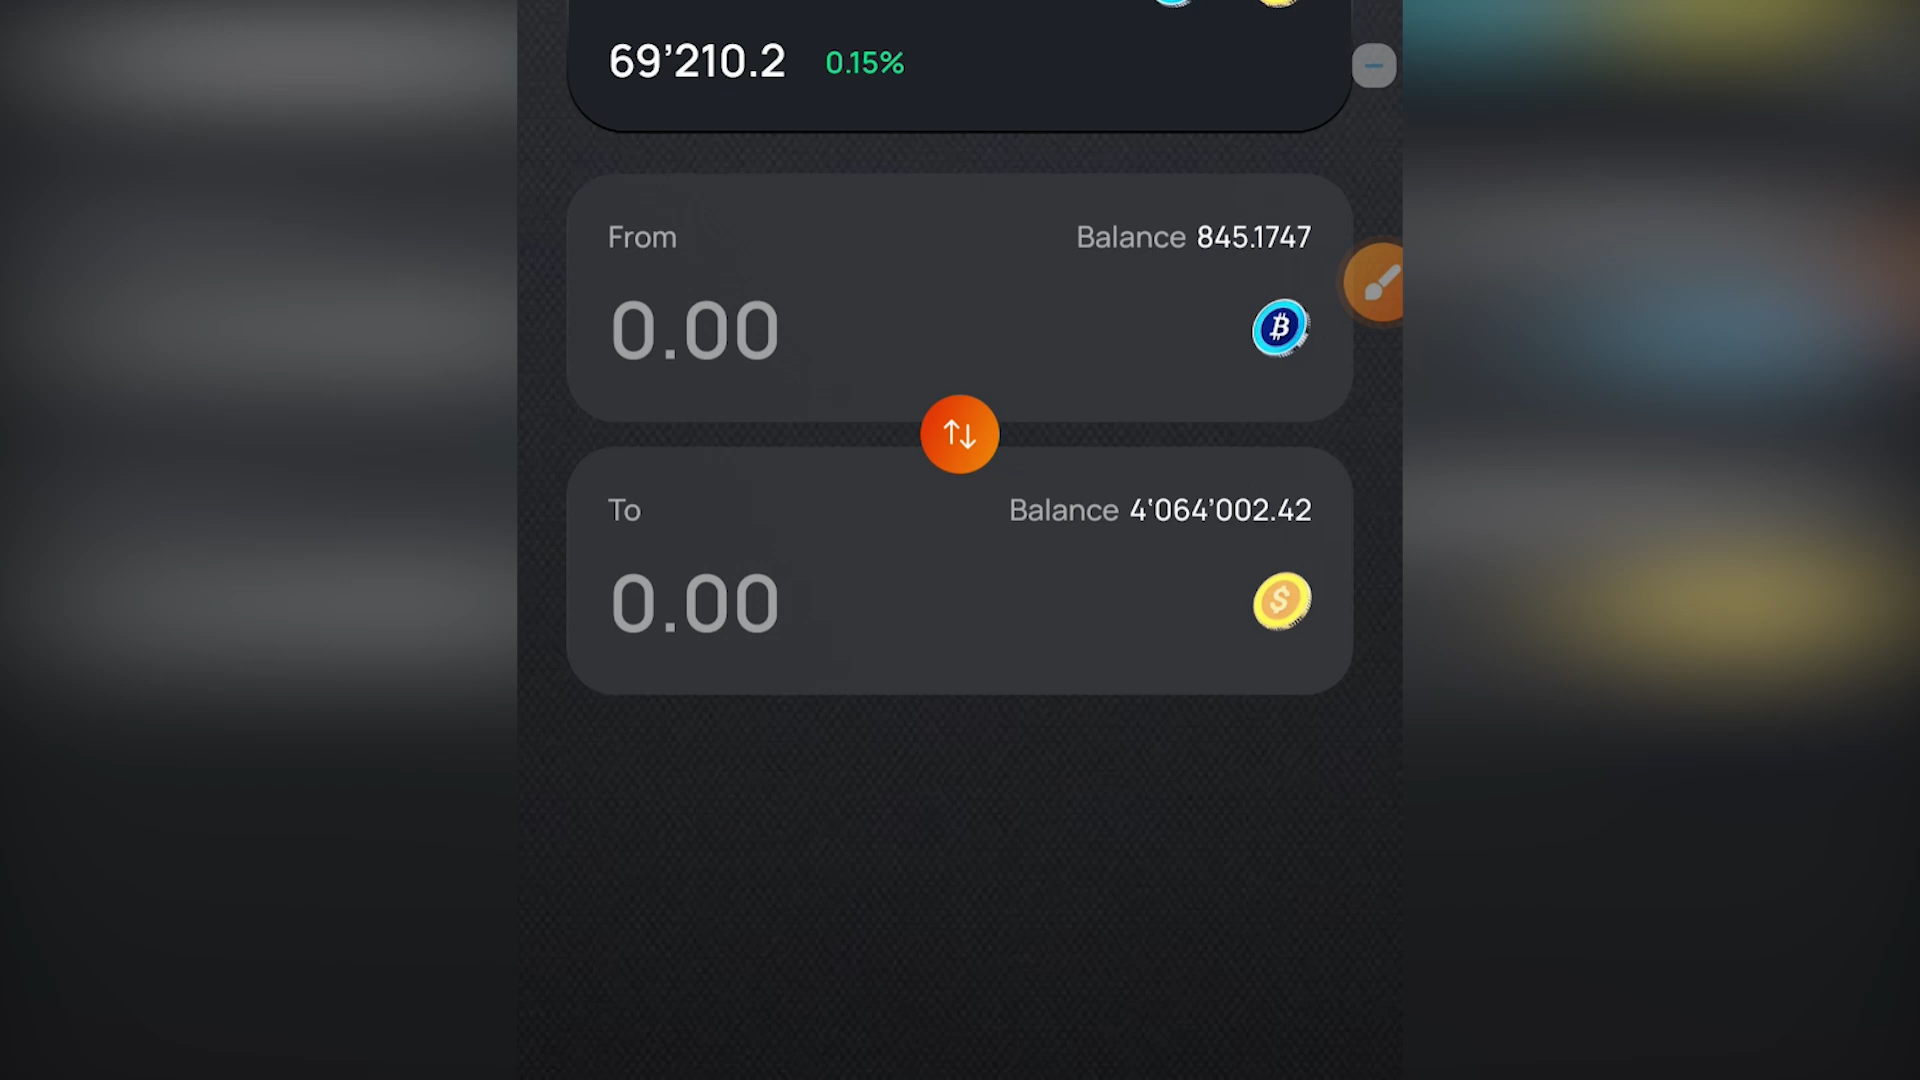 69’210.2 0.15%
From Balance 845.1747
0.00
To Balance 4‘064’002.42
0.00